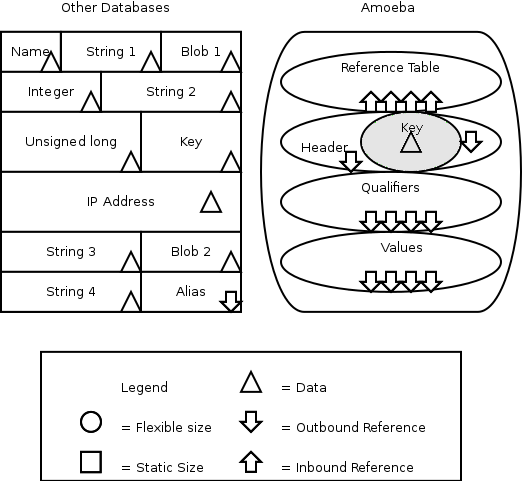 Other Databases
Amoeba
Name
String 1
Blob 1
Integer
String 2
Unsigned long
Key
IP Address
String 3
Blob 2
String 4
Alias
Reference Table
Key
Header
Qualifiers
Values
Legend
= Data
= Flexible size
= Outbound Reference
= Static Size
= Inbound Reference